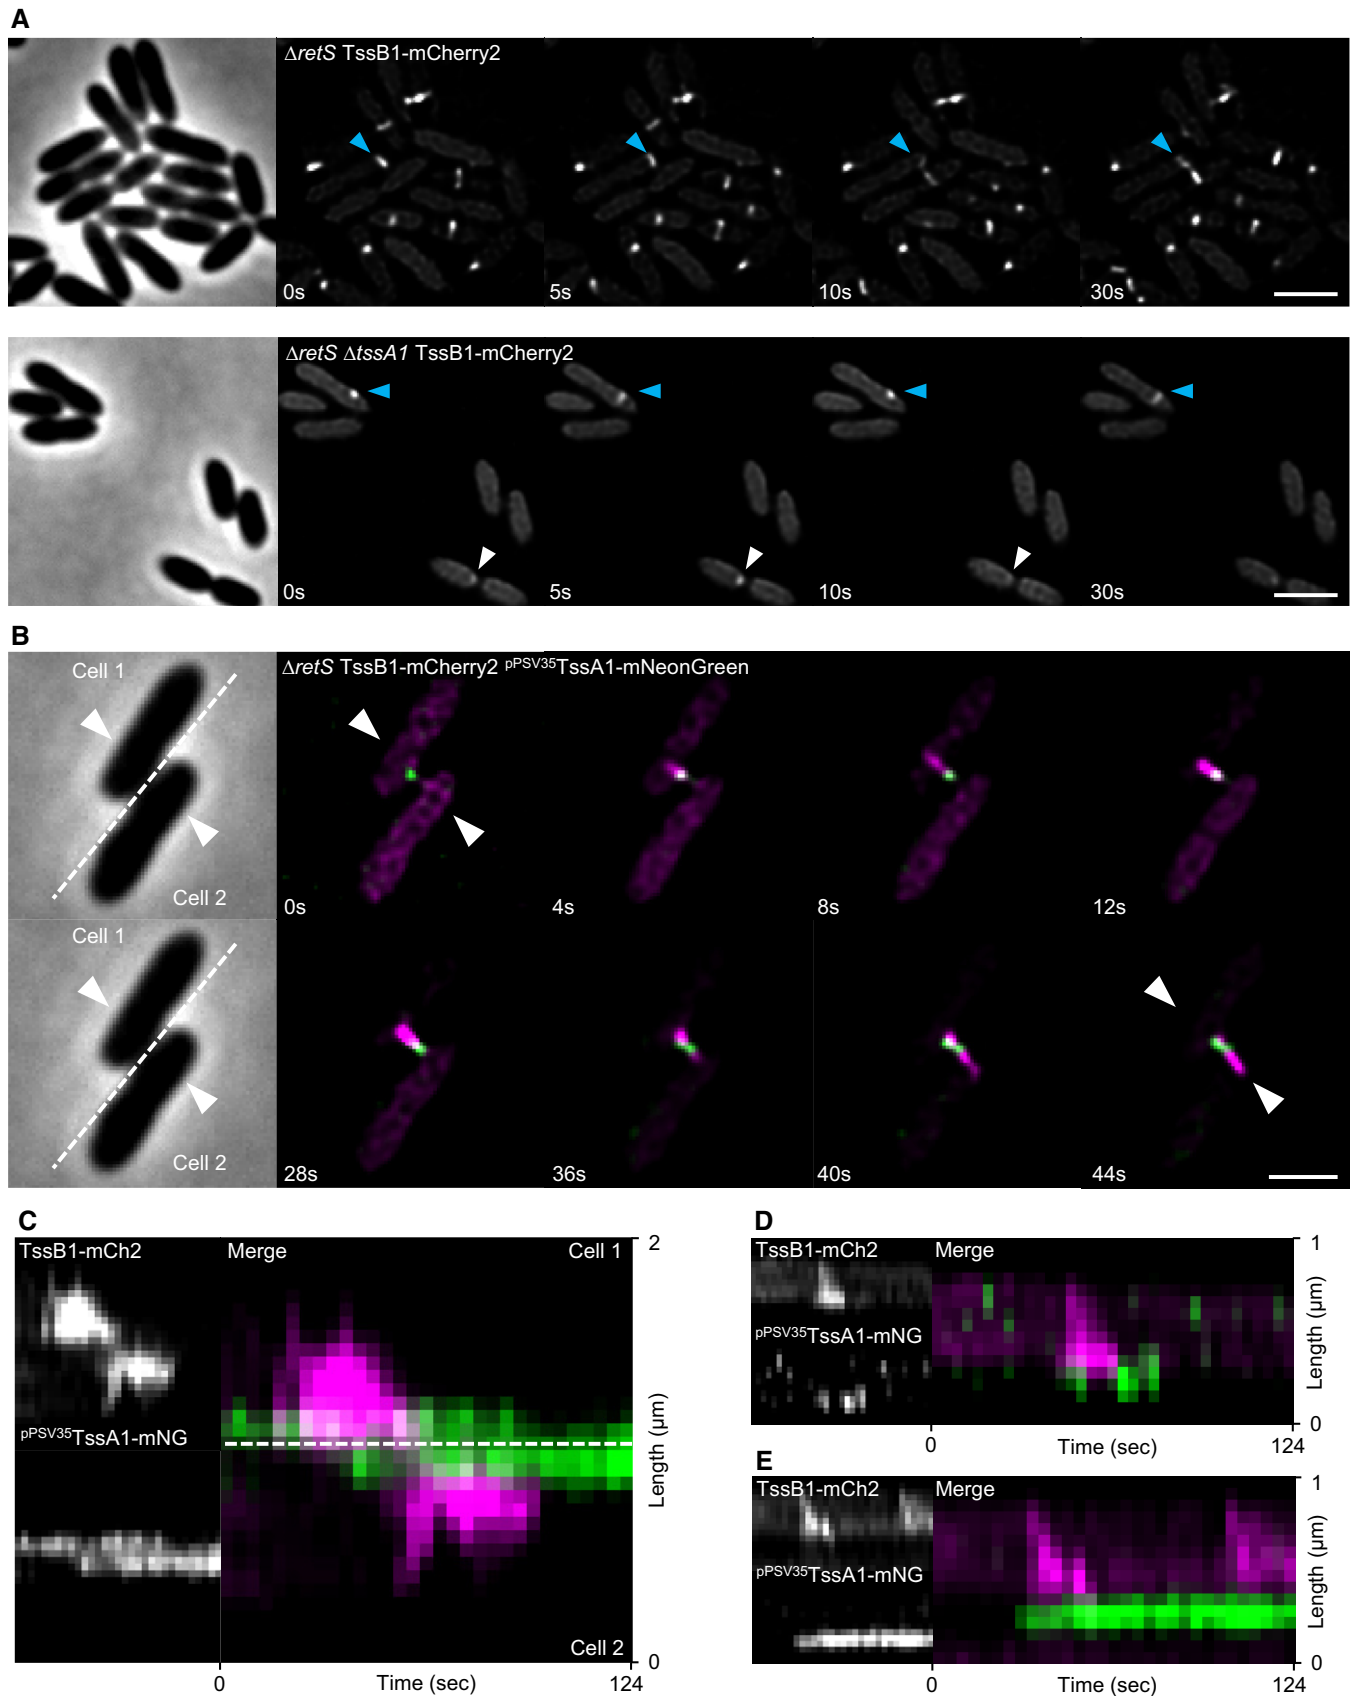 A
ΔretS TssB1-mCherry2
0s 5s 10s 30s
ΔretS ΔtssA1 TssB1-mCherry2
0s 5s 10s 30s
B
Cell 1
ΔretS TssB1-mCherry2 pPSV35TssA1-mNeonGreen
Cell 2
0s 4s 8s 12s
Cell 1
Cell 2
28s 36s 40s 44s
C
TssB1-mCh2 Merge Cell 1 2
pPSV35TssA1-mNG
Length (µm)
Cell 2
0
0 Time (sec) 124
D
TssB1-mCh2 Merge 1
pPSV35TssA1-mNG
Length (µm)
0
0 Time (sec) 124
E
TssB1-mCh2 Merge 1
pPSV35TssA1-mNG
Length (µm)
0
0 Time (sec) 124